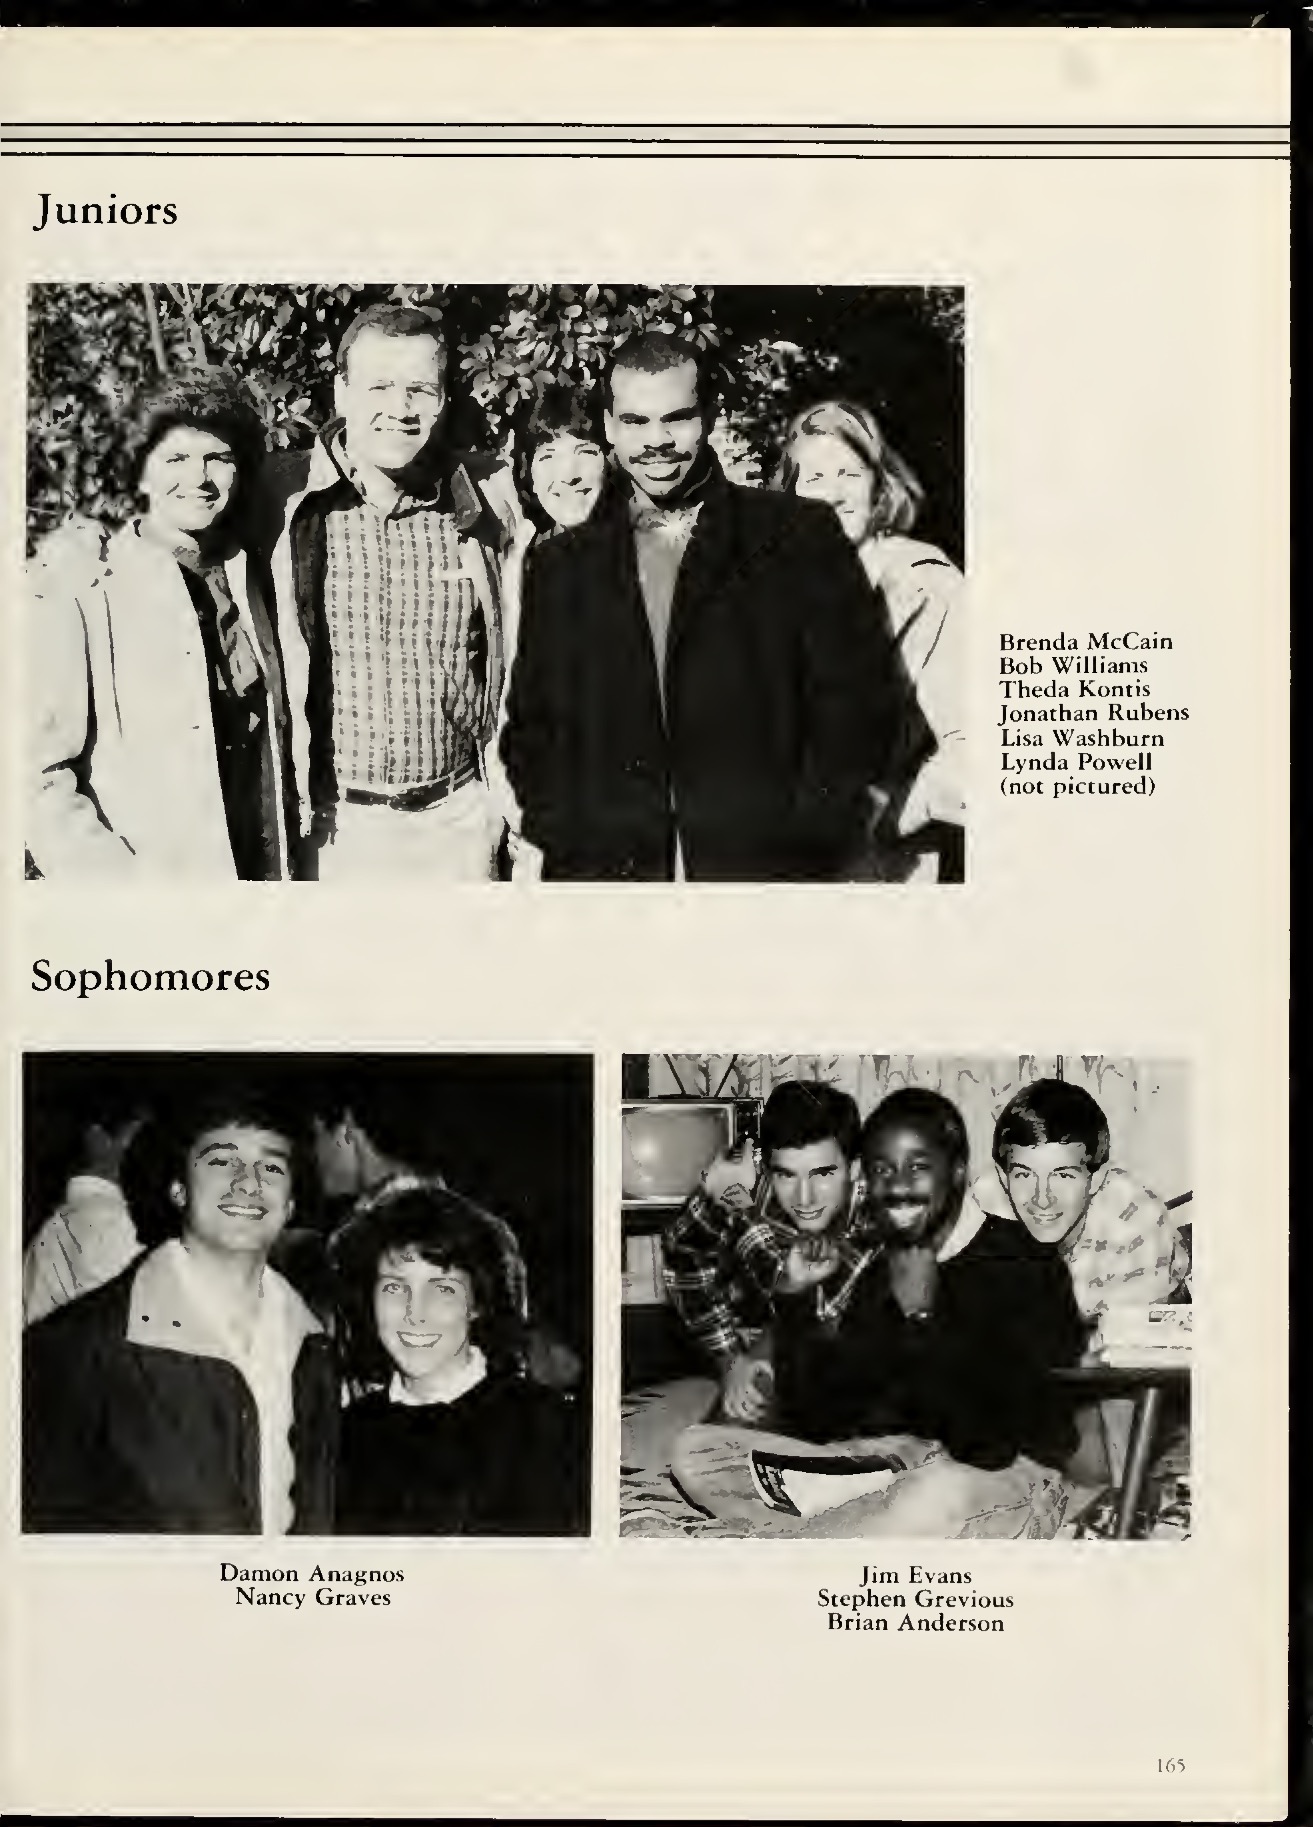 Juniors
Brenda McCain
Bob Williams
Theda Kontis
Jonathan Rubens
Lisa Washburn
Lynda Powell
(not pictured)
Sophomores
Damon Anagnos
Nancy Graves
Jim Evans
Stephen Grevious
Brian Anderson
165